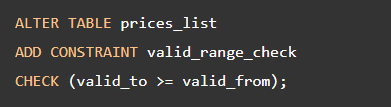 ALTER TABLE prices_list
ADD CONSTRAINT valid_range_check
CHECK (valid_to >= valid_from);